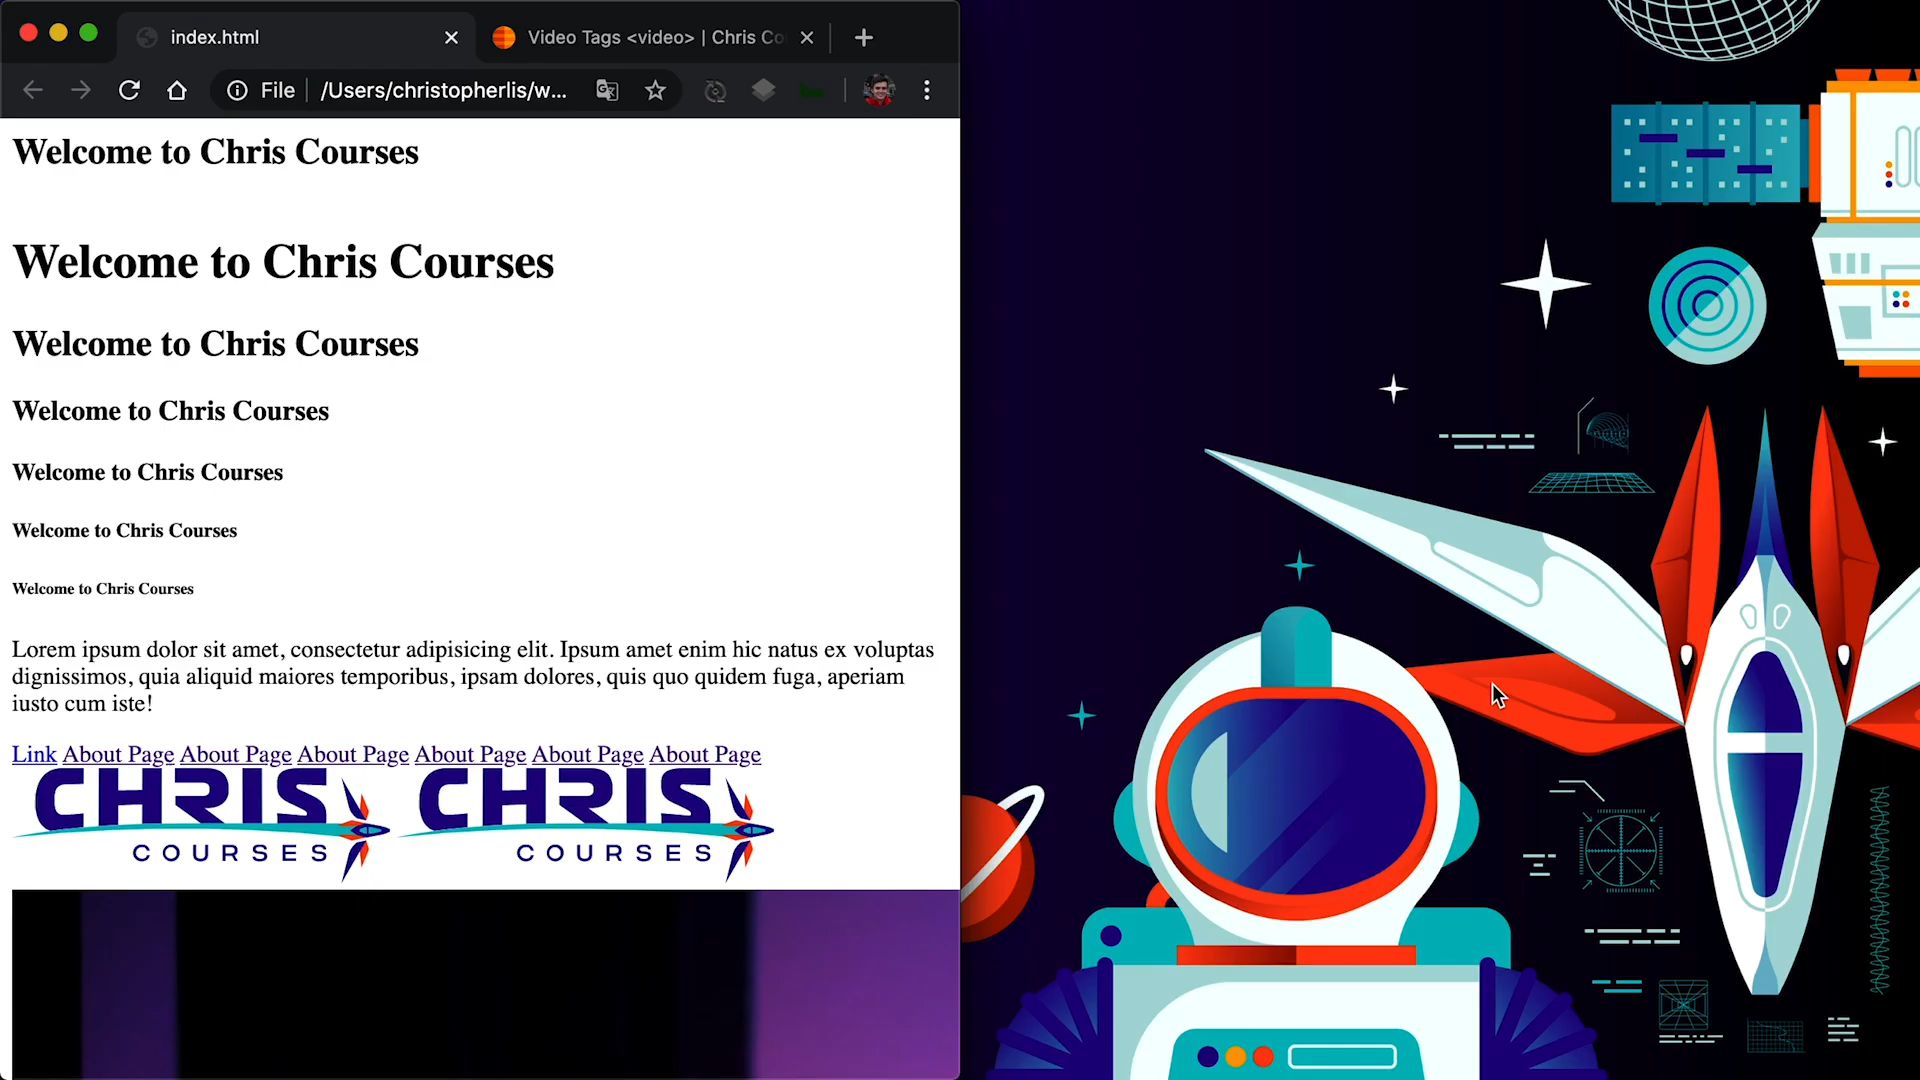 index.html
Video Tags <video> | Chris Co
File
/Users/christopherlis/w...
Welcome to Chris Courses
Welcome to Chris Courses
Welcome to Chris Courses
Welcome to Chris Courses
Welcome to Chris Courses
Welcome to Chris Courses
Welcome to Chris Courses
Lorem ipsum dolor sit amet, consectetur adipisicing elit. Ipsum amet enim hic natus ex voluptas
dignissimos, quia aliquid maiores temporibus, ipsam dolores, quis quo quidem fuga, aperiam
iusto cum iste!
Link About Page About Page About Page About Page About Page About Page
CHRIS CHRIS
COURSES COURSES